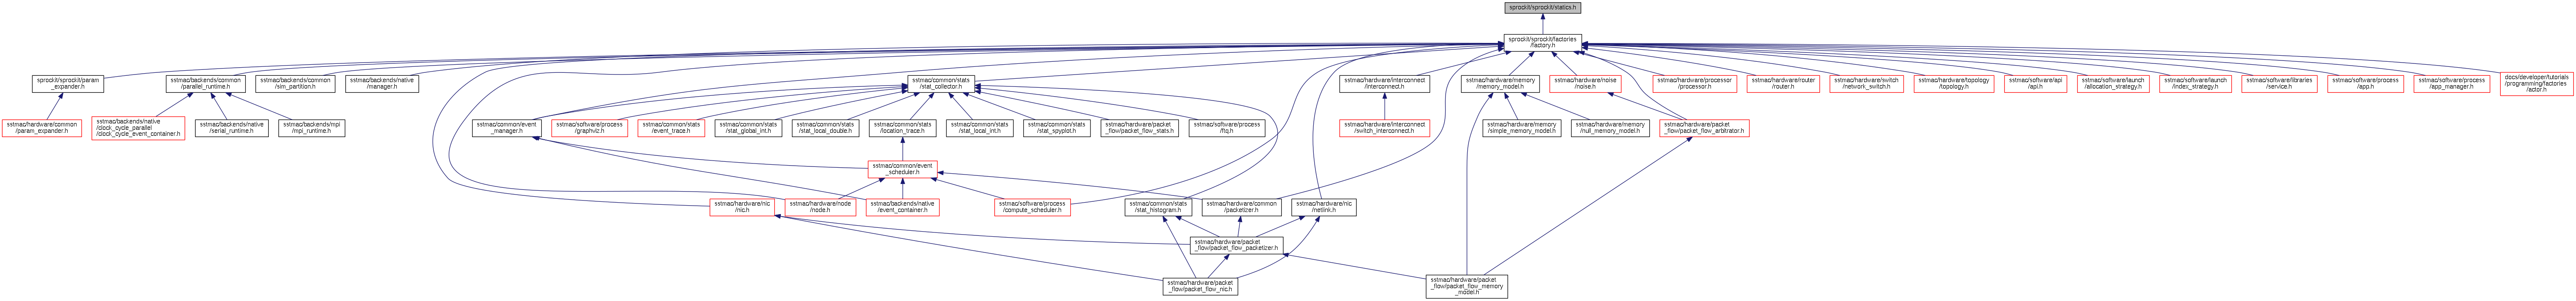 sprockit/sprockit/statics.h
sprockit/sprockit/factories
/factory.h
sprockit/sprockit/param
_expander.h
sstmac/backends/common
/parallel_runtime.h
sstmac/backends/common
/sim_partition.h
sstmac/backends/native
/manager.h
sstmac/common/stats
/stat_collector.h
sstmac/hardware/interconnect
/interconnect.h
sstmac/hardware/memory
/memory_model.h
sstmac/hardware/noise
/noise.h
sstmac/hardware/processor
/processor.h
sstmac/hardware/router
/router.h
sstmac/hardware/switch
/network_switch.h
sstmac/hardware/topology
/topology.h
sstmac/software/api
/api.h
sstmac/software/launch
/allocation_strategy.h
sstmac/software/launch
/index_strategy.h
sstmac/software/libraries
/service.h
sstmac/software/process
/app.h
sstmac/software/process
/app_manager.h
docs/developer/tutorials
/programming/factories
/actor.h
sstmac/hardware/common
/param_expander.h
sstmac/backends/native
/clock_cycle_parallel
/clock_cycle_event_container.h
sstmac/backends/native
/serial_runtime.h
sstmac/backends/mpi
/mpi_runtime.h
sstmac/common/event
_manager.h
sstmac/software/process
/graphviz.h
sstmac/common/stats
/event_trace.h
sstmac/common/stats
/stat_global_int.h
sstmac/common/stats
/stat_local_double.h
sstmac/common/stats
/location_trace.h
sstmac/common/stats
/stat_local_int.h
sstmac/common/stats
/stat_spyplot.h
sstmac/hardware/packet
_flow/packet_flow_stats.h
sstmac/software/process
/ftq.h
sstmac/hardware/interconnect
/switch_interconnect.h
sstmac/hardware/memory
/simple_memory_model.h
sstmac/hardware/memory
/null_memory_model.h
sstmac/hardware/packet
_flow/packet_flow_arbitrator.h
sstmac/common/event
_scheduler.h
sstmac/hardware/nic
/nic.h
sstmac/hardware/node
/node.h
sstmac/backends/native
/event_container.h
sstmac/software/process
/compute_scheduler.h
sstmac/common/stats
/stat_histogram.h
sstmac/hardware/common
/packetizer.h
sstmac/hardware/nic
/netlink.h
sstmac/hardware/packet
_flow/packet_flow_packetizer.h
sstmac/hardware/packet
_flow/packet_flow_nic.h
sstmac/hardware/packet
_flow/packet_flow_memory
_model.h